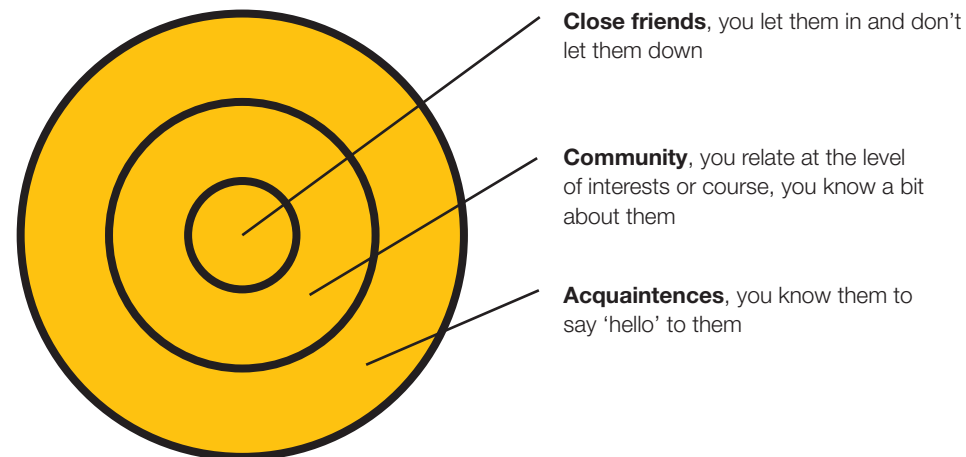 Close friends, you let them in and don’t
let them down
Community, you relate at the level
of interests or course, you know a bit
about them
Acquaintences, you know them to
say ‘hello’ to them